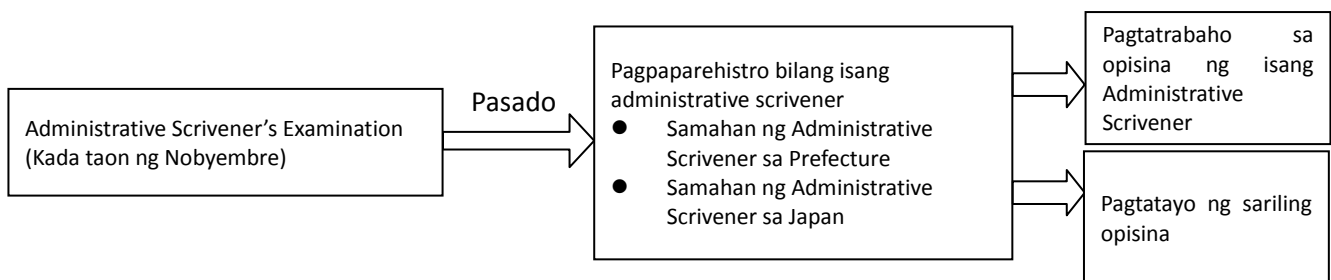 Administrative Scrivener’s Examination
(Kada taon ng Nobyembre)
Pasado
Pagpaparehistro bilang isang
administrative scrivener
● Samahan ng Administrative
Scrivener sa Prefecture
● Samahan ng Administrative
Scrivener sa Japan
Pagtatrabaho sa
opisina ng isang
Administrative
Scrivener
Pagtatayo ng sariling
opisina